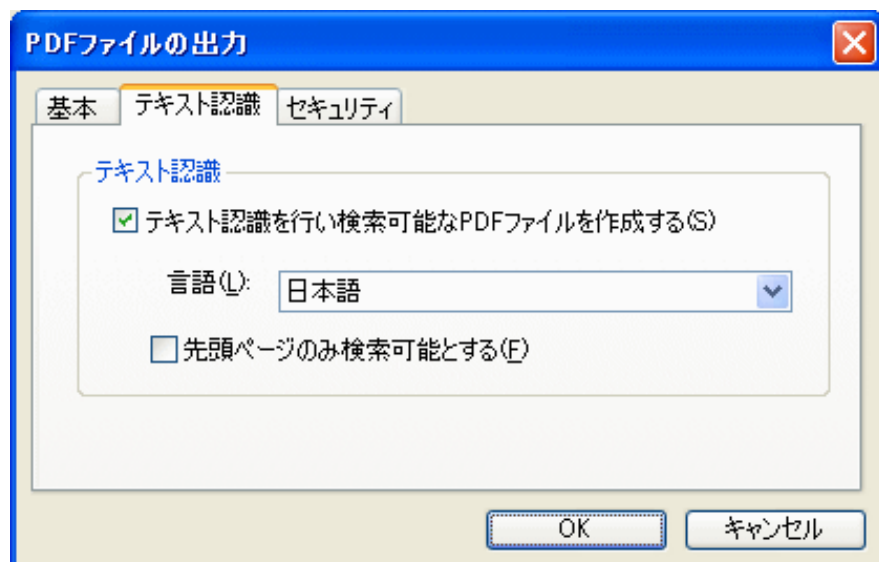 PDFファイルの出力
基本 テキスト認識 セキュリティ
テキスト認識
テキスト認識を行い検索可能なPDFファイルを作成する(S)
言語(L): 日本語
先頭ページのみ検索可能とする(F)
OK キャンセル